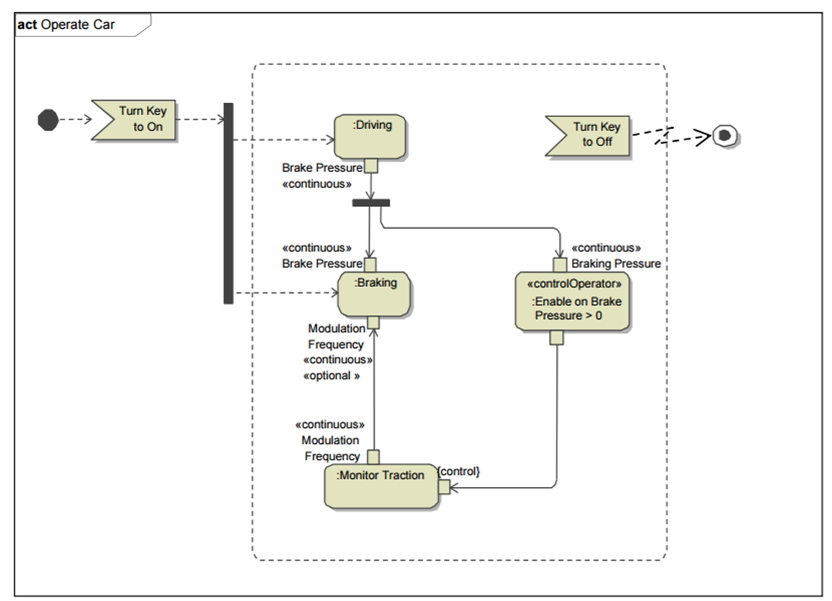 act Operate Car
Turn Key
to On
:Driving
Turn Key
to Off
Brake Pressure
«continuous»
«continuous»
Brake Pressure
«continuous»
Braking Pressure
:Braking
«controlOperator»
:Enable on Brake
Pressure > 0
Modulation
Frequency
«continuous»
«optional »
«continuous»
Modulation
Frequency
:Monitor Traction
{control}